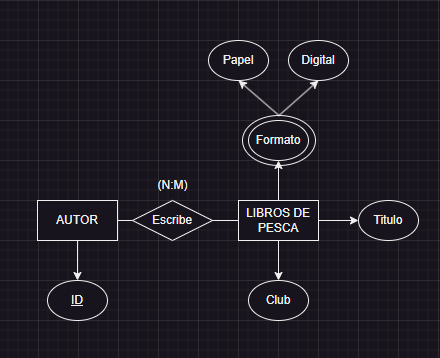 Papel
Digital
Formato
(N:M)
AUTOR
Escribe
LIBROS DE
PESCA
Titulo
ID
Club